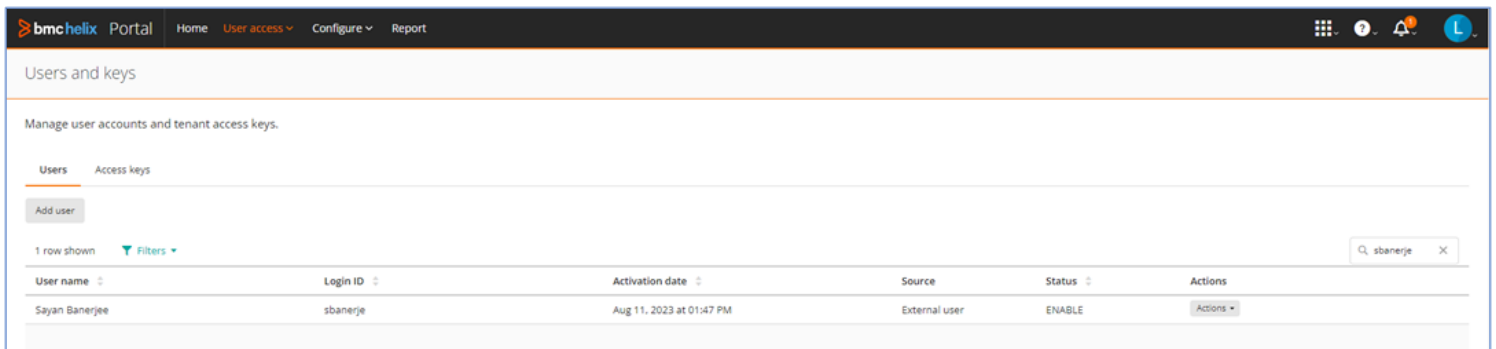 bmchelix Portal Home User access Configure Report ? 1 L
Users and keys
Manage user accounts and tenant access keys.
Users Access keys
Add user
1 row shown Filters sbanerje
User name Login ID Activation date Source Status Actions
Sayan Banerjee sbanerje Aug 11, 2023 at 01:47 PM External user ENABLE Actions